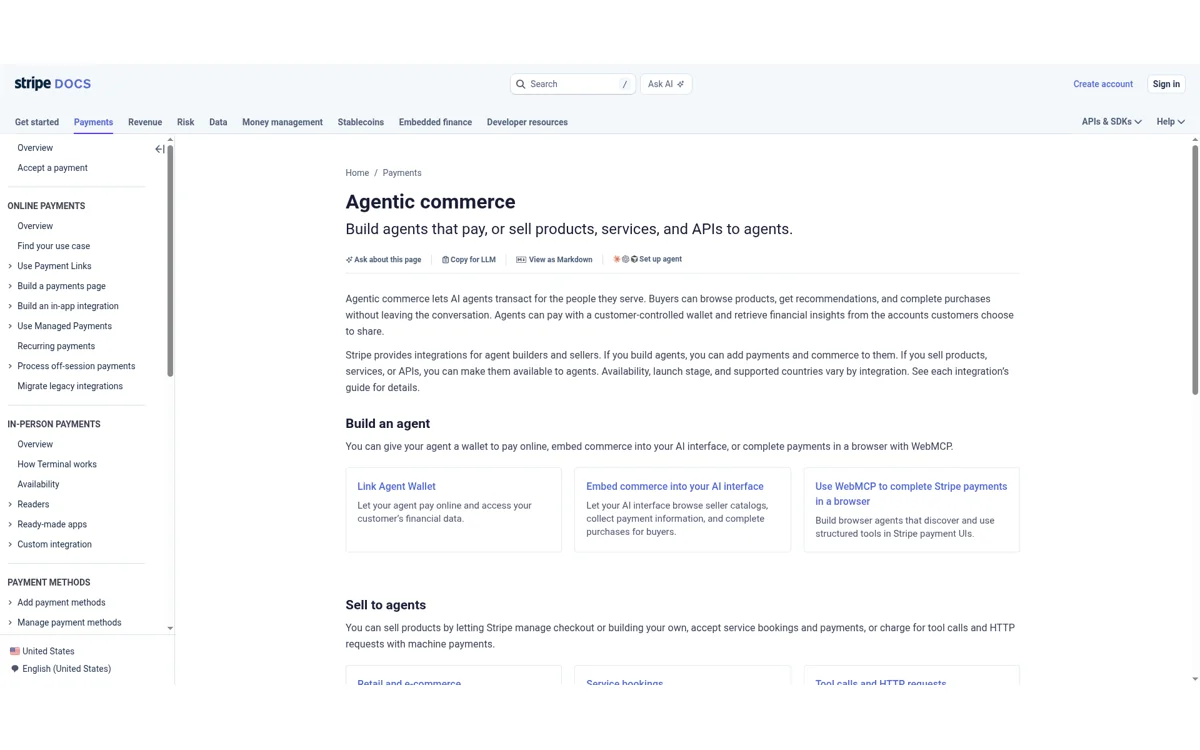 stripe DOCS
Search
/
Ask AI
Create account
Sign in
Get started
Payments
Revenue
Risk
Data
Money management
Stablecoins
Embedded finance
Developer resources
APIs & SDKs
Help
Overview
Accept a payment
ONLINE PAYMENTS
Overview
Find your use case
Use Payment Links
Build a payments page
Build an in-app integration
Use Managed Payments
Recurring payments
Process off-session payments
Migrate legacy integrations
IN-PERSON PAYMENTS
Overview
How Terminal works
Availability
Readers
Ready-made apps
Custom integration
PAYMENT METHODS
Add payment methods
Manage payment methods
United States
English (United States)
Home / Payments
Agentic commerce
Build agents that pay, or sell products, services, and APIs to agents.
Ask about this page
Copy for LLM
View as Markdown
Set up agent
Agentic commerce lets AI agents transact for the people they serve. Buyers can browse products, get recommendations, and complete purchases
without leaving the conversation. Agents can pay with a customer-controlled wallet and retrieve financial insights from the accounts customers choose
to share.
Stripe provides integrations for agent builders and sellers. If you build agents, you can add payments and commerce to them. If you sell products,
services, or APIs, you can make them available to agents. Availability, launch stage, and supported countries vary by integration. See each integration's
guide for details.
Build an agent
You can give your agent a wallet to pay online, embed commerce into your AI interface, or complete payments in a browser with WebMCP.
Link Agent Wallet
Let your agent pay online and access your
customer's financial data.
Embed commerce into your AI interface
Let your AI interface browse seller catalogs,
collect payment information, and complete
purchases for buyers.
Use WebMCP to complete Stripe payments
in a browser
Build browser agents that discover and use
structured tools in Stripe payment UIs.
Sell to agents
You can sell products by letting Stripe manage checkout or building your own, accept service bookings and payments, or charge for tool calls and HTTP
requests with machine payments.
Retail and e-commerce
Service bookings
Tool calls and HTTP requests